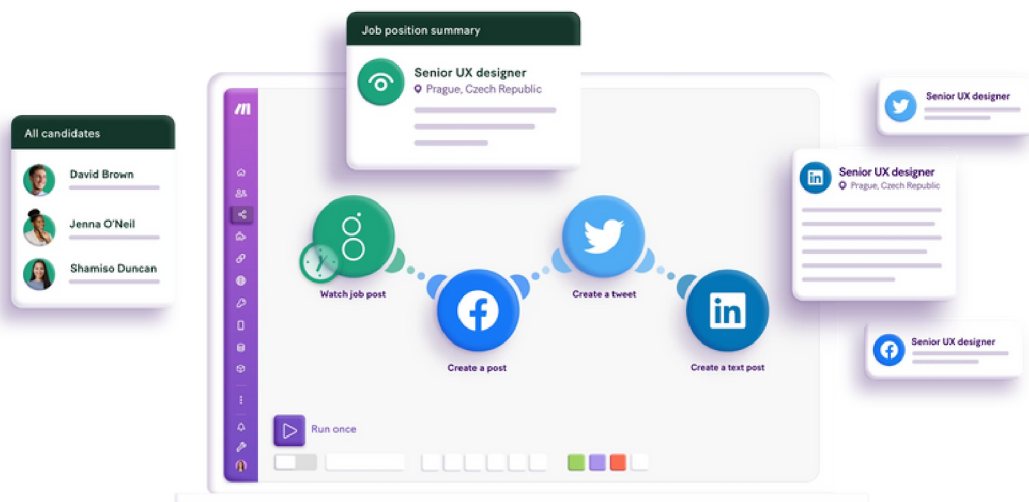 Job position summary
Senior UX designer
Prague, Czech Republic
All candidates
David Brown
Jenna O'Neil
Shamiso Duncan
Watch job post
Create a post
Create a tweet
in
Create a text post
Run once
Senior UX designer
in
Senior UX designer
Prague, Czech Republic
Senior UX designer